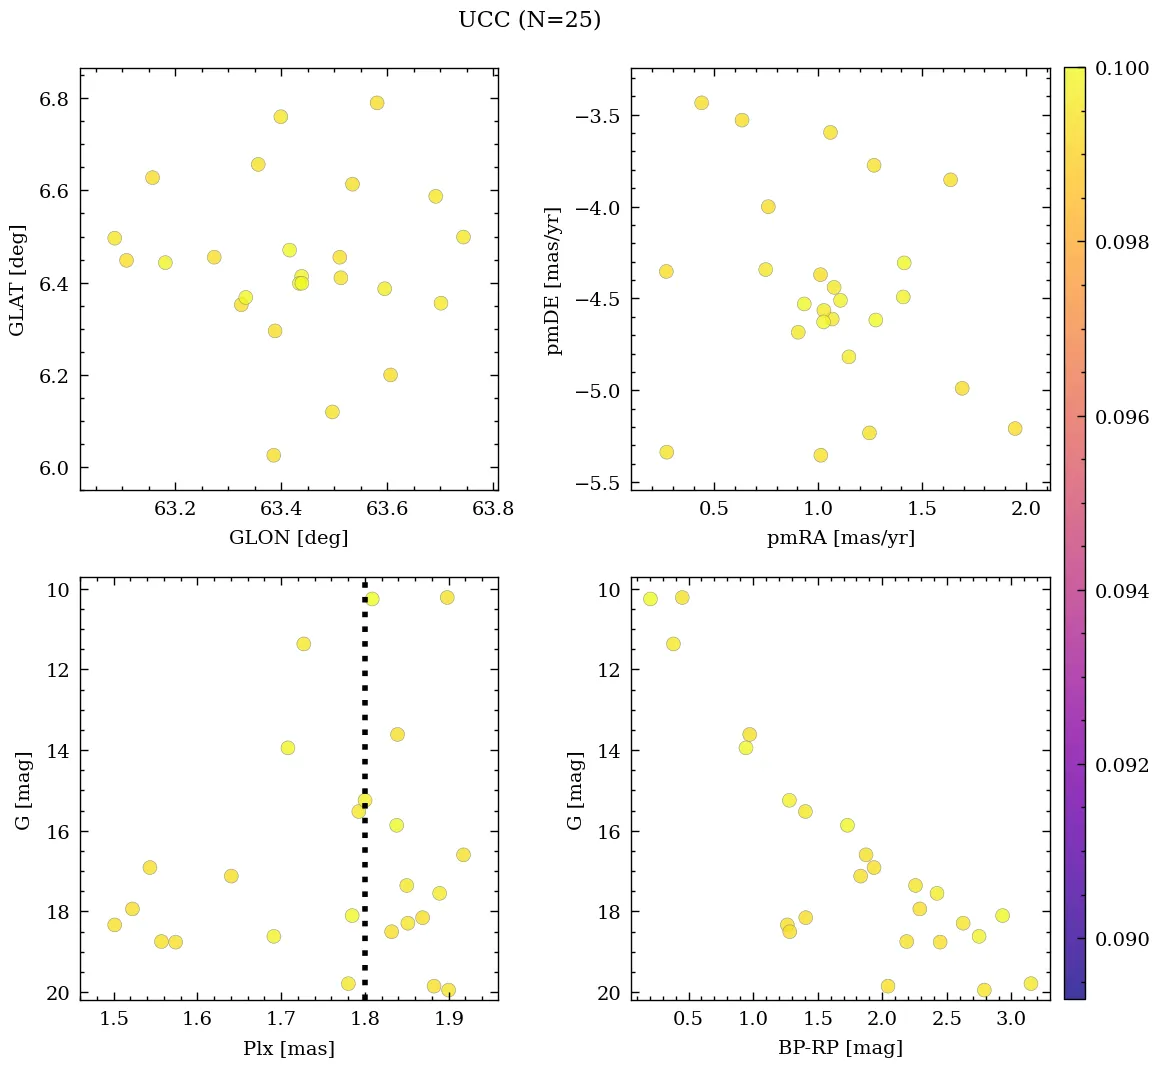 UCC (N=25)
6.8
6.6
6.4
6.2
6.0
GLAT [deg]
63.2 63.4 63.6 63.8
GLON [deg]
−3.5
−4.0
−4.5
−5.0
−5.5
pmDE [mas/yr]
0.5 1.0 1.5 2.0
pmRA [mas/yr]
10
12
14
16
18
20
G [mag]
1.5 1.6 1.7 1.8 1.9
Plx [mas]
10
12
14
16
18
20
G [mag]
0.5 1.0 1.5 2.0 2.5 3.0
BP-RP [mag]
0.100
0.098
0.096
0.094
0.092
0.090